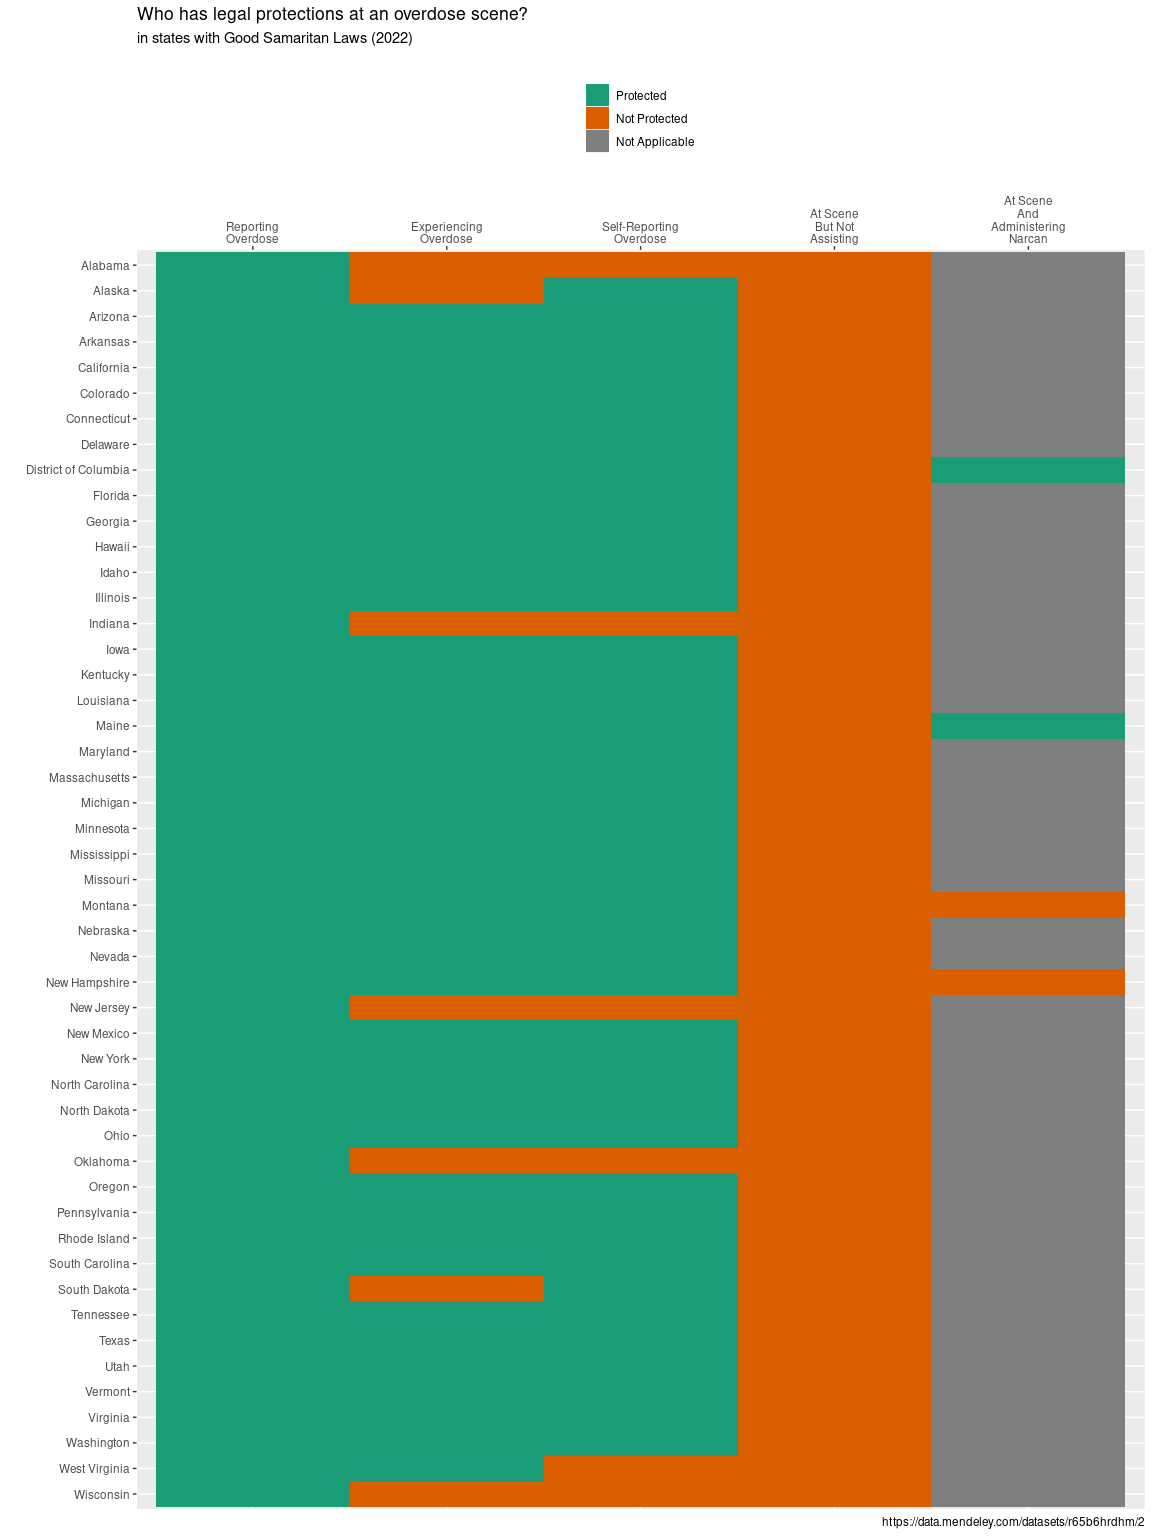 Who has legal protections at an overdose scene?
in states with Good Samaritan Laws (2022)
Protected
Not Protected
Not Applicable
Reporting
Overdose
Experiencing
Overdose
Self-Reporting
Overdose
At Scene
But Not
Assisting
At Scene
And
Administering
Narcan
Alabama
Alaska
Arizona
Arkansas
California
Colorado
Connecticut
Delaware
District of Columbia
Florida
Georgia
Hawaii
Idaho
Illinois
Indiana
Iowa
Kentucky
Louisiana
Maine
Maryland
Massachusetts
Michigan
Minnesota
Mississippi
Missouri
Montana
Nebraska
Nevada
New Hampshire
New Jersey
New Mexico
New York
North Carolina
North Dakota
Ohio
Oklahoma
Oregon
Pennsylvania
Rhode Island
South Carolina
South Dakota
Tennessee
Texas
Utah
Vermont
Virginia
Washington
West Virginia
Wisconsin
https://data.mendeley.com/datasets/r65b6hrdhm/2